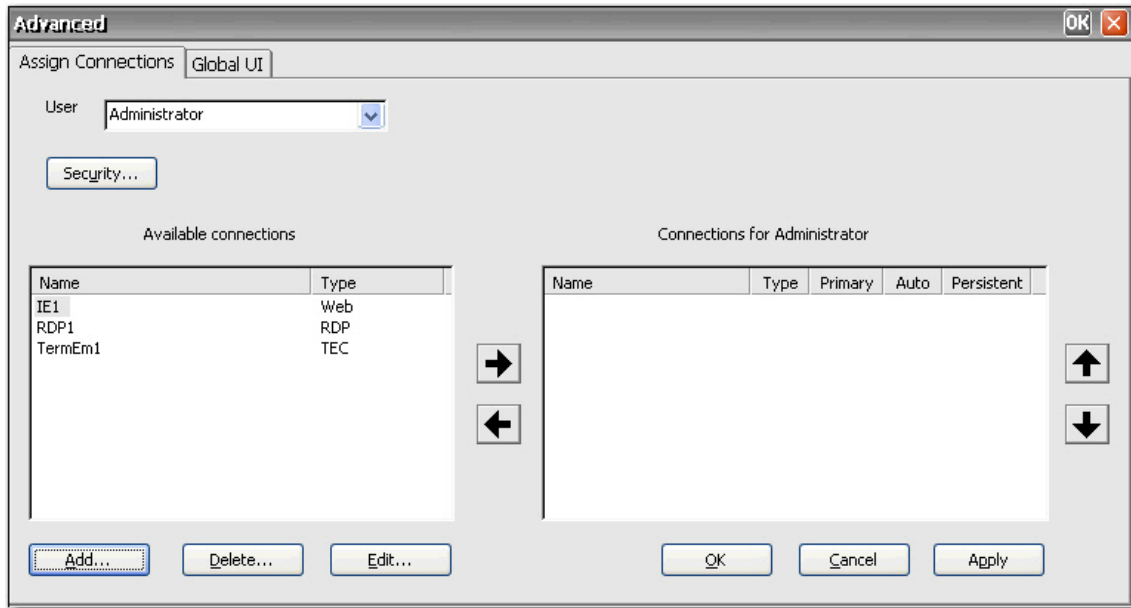 Advanced OK
Assign Connections Global UI
User Administrator
Security...
Available connections Connections for Administrator
Name Type Name Type Primary Auto Persistent
IE1 Web
RDP1 RDP
TermEm1 TEC
Add... Delete... Edit... OK Cancel Apply